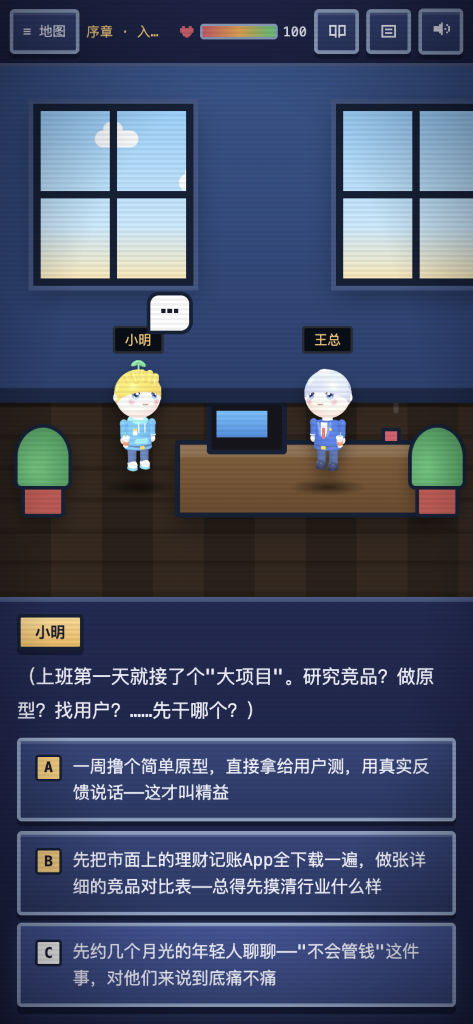 ≡ 地图
序章 · 入…
100
小明
王总
小明
（上班第一天就接了个"大项目"。研究竞品？做原
型？找用户？……先干哪个？）
A
一周撸个简单原型，直接拿给用户测，用真实反
馈说话——这才叫精益
B
先把市面上的理财记账App全下载一遍，做张详
细的竞品对比表——总得先摸清行业什么样
C
先约几个月光的年轻人聊聊——"不会管钱"这件
事，对他们来说到底痛不痛